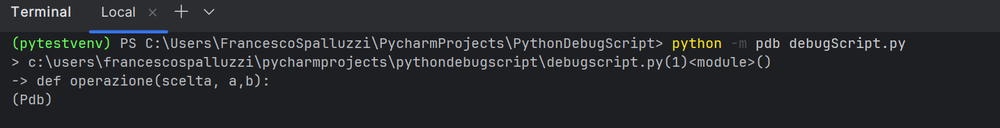 Terminal Local × + ∨
(pytestvenv) PS C:\Users\FrancescoSpalluzzi\PycharmProjects\PythonDebugScript> python -m pdb debugScript.py
> c:\users\francescospalluzzi\pycharmprojects\pythondebugscript\debugscript.py(1)<module>()
-> def operazione(scelta, a,b):
(Pdb)